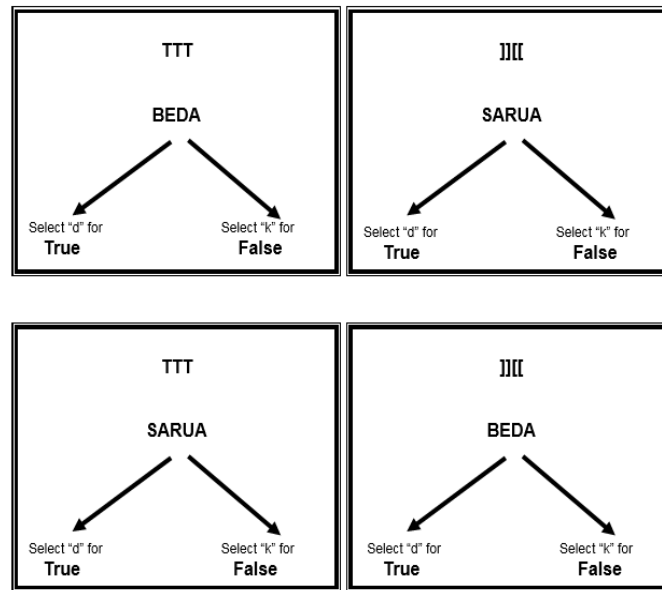 TTT
BEDA
Select "d" for
True
Select "k" for
False
]][[
SARUA
Select "d" for
True
Select "k" for
False
TTT
SARUA
Select "d" for
True
Select "k" for
False
]][[
BEDA
Select "d" for
True
Select "k" for
False